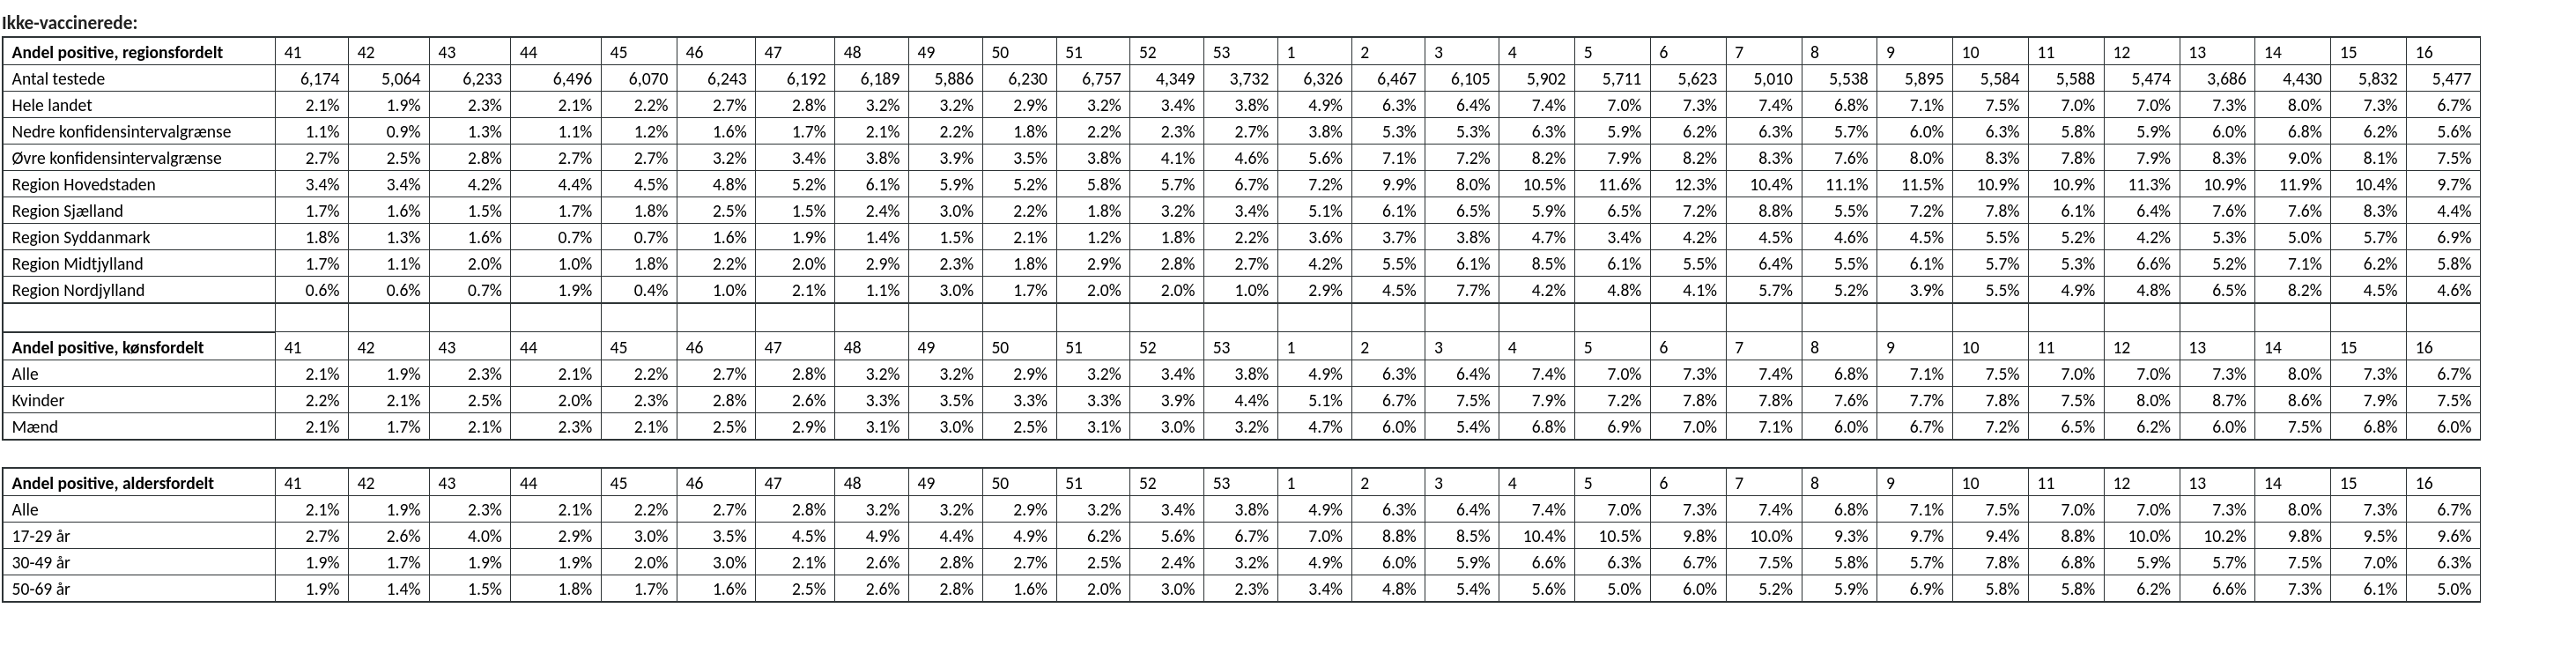 Ikke-vaccinerede:
Andel positive, regionsfordelt 41 42 43 44 45 46 47 48 49 50 51 52 53 1 2 3 4 5 6 7 8 9 10 11 12 13 14 15 16
Antal testede 6,174 5,064 6,233 6,496 6,070 6,243 6,192 6,189 5,886 6,230 6,757 4,349 3,732 6,326 6,467 6,105 5,902 5,711 5,623 5,010 5,538 5,895 5,584 5,588 5,474 3,686 4,430 5,832 5,477
Hele landet 2.1% 1.9% 2.3% 2.1% 2.2% 2.7% 2.8% 3.2% 3.2% 2.9% 3.2% 3.4% 3.8% 4.9% 6.3% 6.4% 7.4% 7.0% 7.3% 7.4% 6.8% 7.1% 7.5% 7.0% 7.0% 7.3% 8.0% 7.3% 6.7%
Nedre konfidensintervalgrænse 1.1% 0.9% 1.3% 1.1% 1.2% 1.6% 1.7% 2.1% 2.2% 1.8% 2.2% 2.3% 2.7% 3.8% 5.3% 5.3% 6.3% 5.9% 6.2% 6.3% 5.7% 6.0% 6.3% 5.8% 5.9% 6.0% 6.8% 6.2% 5.6%
Øvre konfidensintervalgrænse 2.7% 2.5% 2.8% 2.7% 2.7% 3.2% 3.4% 3.8% 3.9% 3.5% 3.8% 4.1% 4.6% 5.6% 7.1% 7.2% 8.2% 7.9% 8.2% 8.3% 7.6% 8.0% 8.3% 7.8% 7.9% 8.3% 9.0% 8.1% 7.5%
Region Hovedstaden 3.4% 3.4% 4.2% 4.4% 4.5% 4.8% 5.2% 6.1% 5.9% 5.2% 5.8% 5.7% 6.7% 7.2% 9.9% 8.0% 10.5% 11.6% 12.3% 10.4% 11.1% 11.5% 10.9% 10.9% 11.3% 10.9% 11.9% 10.4% 9.7%
Region Sjælland 1.7% 1.6% 1.5% 1.7% 1.8% 2.5% 1.5% 2.4% 3.0% 2.2% 1.8% 3.2% 3.4% 5.1% 6.1% 6.5% 5.9% 6.5% 7.2% 8.8% 5.5% 7.2% 7.8% 6.1% 6.4% 7.6% 7.6% 8.3% 4.4%
Region Syddanmark 1.8% 1.3% 1.6% 0.7% 0.7% 1.6% 1.9% 1.4% 1.5% 2.1% 1.2% 1.8% 2.2% 3.6% 3.7% 3.8% 4.7% 3.4% 4.2% 4.5% 4.6% 4.5% 5.5% 5.2% 4.2% 5.3% 5.0% 5.7% 6.9%
Region Midtjylland 1.7% 1.1% 2.0% 1.0% 1.8% 2.2% 2.0% 2.9% 2.3% 1.8% 2.9% 2.8% 2.7% 4.2% 5.5% 6.1% 8.5% 6.1% 5.5% 6.4% 5.5% 6.1% 5.7% 5.3% 6.6% 5.2% 7.1% 6.2% 5.8%
Region Nordjylland 0.6% 0.6% 0.7% 1.9% 0.4% 1.0% 2.1% 1.1% 3.0% 1.7% 2.0% 2.0% 1.0% 2.9% 4.5% 7.7% 4.2% 4.8% 4.1% 5.7% 5.2% 3.9% 5.5% 4.9% 4.8% 6.5% 8.2% 4.5% 4.6%
Andel positive, kønsfordelt 41 42 43 44 45 46 47 48 49 50 51 52 53 1 2 3 4 5 6 7 8 9 10 11 12 13 14 15 16
Alle 2.1% 1.9% 2.3% 2.1% 2.2% 2.7% 2.8% 3.2% 3.2% 2.9% 3.2% 3.4% 3.8% 4.9% 6.3% 6.4% 7.4% 7.0% 7.3% 7.4% 6.8% 7.1% 7.5% 7.0% 7.0% 7.3% 8.0% 7.3% 6.7%
Kvinder 2.2% 2.1% 2.5% 2.0% 2.3% 2.8% 2.6% 3.3% 3.5% 3.3% 3.3% 3.9% 4.4% 5.1% 6.7% 7.5% 7.9% 7.2% 7.8% 7.8% 7.6% 7.7% 7.8% 7.5% 8.0% 8.7% 8.6% 7.9% 7.5%
Mænd 2.1% 1.7% 2.1% 2.3% 2.1% 2.5% 2.9% 3.1% 3.0% 2.5% 3.1% 3.0% 3.2% 4.7% 6.0% 5.4% 6.8% 6.9% 7.0% 7.1% 6.0% 6.7% 7.2% 6.5% 6.2% 6.0% 7.5% 6.8% 6.0%
Andel positive, aldersfordelt 41 42 43 44 45 46 47 48 49 50 51 52 53 1 2 3 4 5 6 7 8 9 10 11 12 13 14 15 16
Alle 2.1% 1.9% 2.3% 2.1% 2.2% 2.7% 2.8% 3.2% 3.2% 2.9% 3.2% 3.4% 3.8% 4.9% 6.3% 6.4% 7.4% 7.0% 7.3% 7.4% 6.8% 7.1% 7.5% 7.0% 7.0% 7.3% 8.0% 7.3% 6.7%
17-29 år 2.7% 2.6% 4.0% 2.9% 3.0% 3.5% 4.5% 4.9% 4.4% 4.9% 6.2% 5.6% 6.7% 7.0% 8.8% 8.5% 10.4% 10.5% 9.8% 10.0% 9.3% 9.7% 9.4% 8.8% 10.0% 10.2% 9.8% 9.5% 9.6%
30-49 år 1.9% 1.7% 1.9% 1.9% 2.0% 3.0% 2.1% 2.6% 2.8% 2.7% 2.5% 2.4% 3.2% 4.9% 6.0% 5.9% 6.6% 6.3% 6.7% 7.5% 5.8% 5.7% 7.8% 6.8% 5.9% 5.7% 7.5% 7.0% 6.3%
50-69 år 1.9% 1.4% 1.5% 1.8% 1.7% 1.6% 2.5% 2.6% 2.8% 1.6% 2.0% 3.0% 2.3% 3.4% 4.8% 5.4% 5.6% 5.0% 6.0% 5.2% 5.9% 6.9% 5.8% 5.8% 6.2% 6.6% 7.3% 6.1% 5.0%